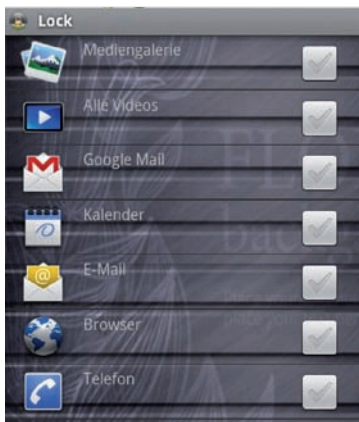 Lock
Mediengalerie
Alle Videos
Google Mail
Kalender
E-Mail
Browser
Telefon